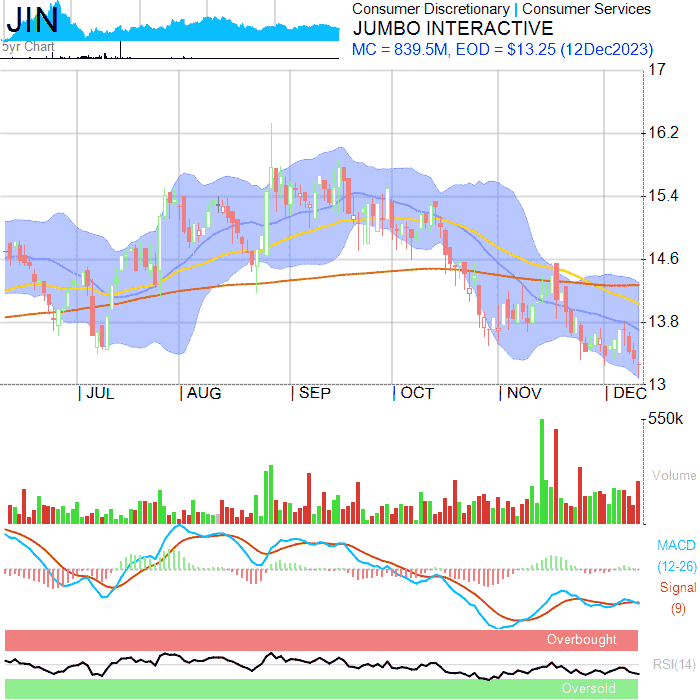 JIN
5yr Chart
Consumer Discretionary | Consumer Services
JUMBO INTERACTIVE
MC = 839.5M, EOD = $13.25 (12Dec2023)
17
16.2
15.4
14.6
13.8
13
JUL AUG SEP OCT NOV DEC
550k
Volume
MACD
(12-26)
Signal
(9)
Overbought
RSI(14)
Oversold